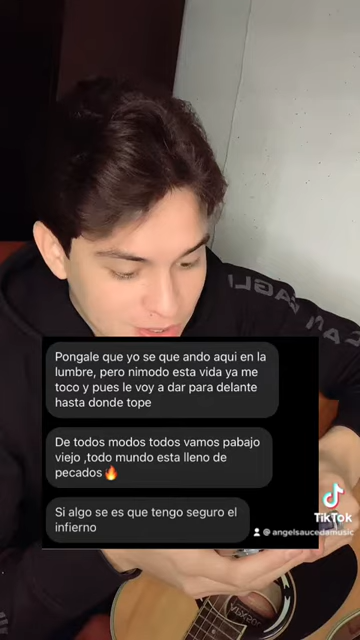 Pongale que yo se que ando aqui en la
lumbre, pero nimodo esta vida ya me
toco y pues le voy a dar para delante
hasta donde tope
De todos modos todos vamos pabajo
viejo ,todo mundo esta lleno de
pecados🔥
Si algo se es que tengo seguro el
infierno
TikTok
@ angelsaucedamusic